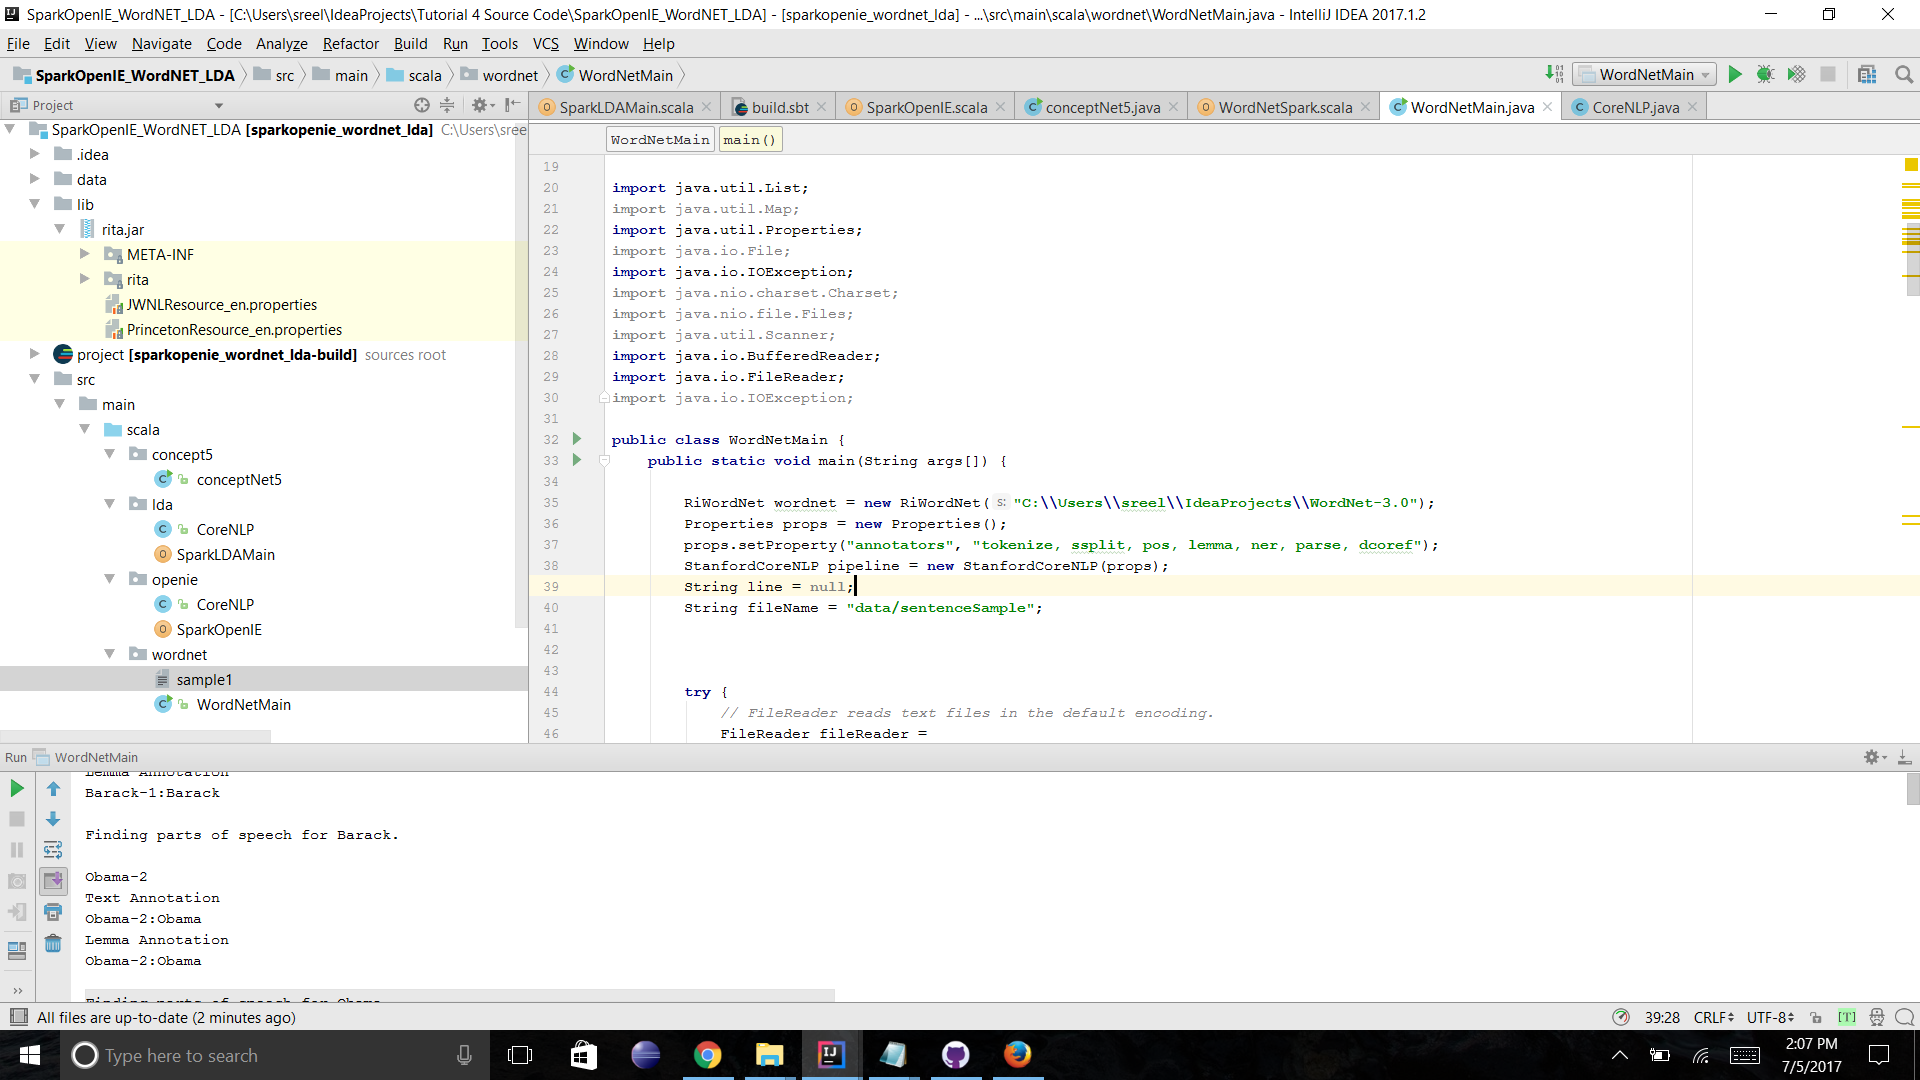 SparkOpenIE_WordNET_LDA - [C:\Users\sreel\IdeaProjects\Tutorial 4 Source Code\SparkOpenIE_WordNET_LDA] - [sparkopenie_wordnet_lda] - ...\src\main\scala\wordnet\WordNetMain.java - IntelliJ IDEA 2017.1.2
File Edit View Navigate Code Analyze Refactor Build Run Tools VCS Window Help
SparkOpenIE_WordNET_LDA src main scala wordnet WordNetMain
WordNetMain
Project
SparkLDAMain.scala build.sbt SparkOpenIE.scala conceptNet5.java WordNetSpark.scala WordNetMain.java CoreNLP.java
SparkOpenIE_WordNET_LDA [sparkopenie_wordnet_lda] C:\Users\sree
.idea
data
lib
rita.jar
META-INF
rita
JWNLResource_en.properties
PrincetonResource_en.properties
project [sparkopenie_wordnet_lda-build] sources root
src
main
scala
concept5
conceptNet5
lda
CoreNLP
SparkLDAMain
openie
CoreNLP
SparkOpenIE
wordnet
sample1
WordNetMain
WordNetMain main()
19
20 import java.util.List;
21 import java.util.Map;
22 import java.util.Properties;
23 import java.io.File;
24 import java.io.IOException;
25 import java.nio.charset.Charset;
26 import java.nio.file.Files;
27 import java.util.Scanner;
28 import java.io.BufferedReader;
29 import java.io.FileReader;
30 import java.io.IOException;
31
32 public class WordNetMain {
33 public static void main(String args[]) {
34
35 RiWordNet wordnet = new RiWordNet( s: "C:\\Users\\sreel\\IdeaProjects\\WordNet-3.0");
36 Properties props = new Properties();
37 props.setProperty("annotators", "tokenize, ssplit, pos, lemma, ner, parse, dcoref");
38 StanfordCoreNLP pipeline = new StanfordCoreNLP(props);
39 String line = null;
40 String fileName = "data/sentenceSample";
41
42
43
44 try {
45 // FileReader reads text files in the default encoding.
46 FileReader fileReader =
Run WordNetMain
Lemma Annotation
Barack-1:Barack
Finding parts of speech for Barack.
Obama-2
Text Annotation
Obama-2:Obama
Lemma Annotation
Obama-2:Obama
Finding parts of speech for Obama
All files are up-to-date (2 minutes ago)
39:28 CRLF UTF-8 [T]
Type here to search
2:07 PM
7/5/2017